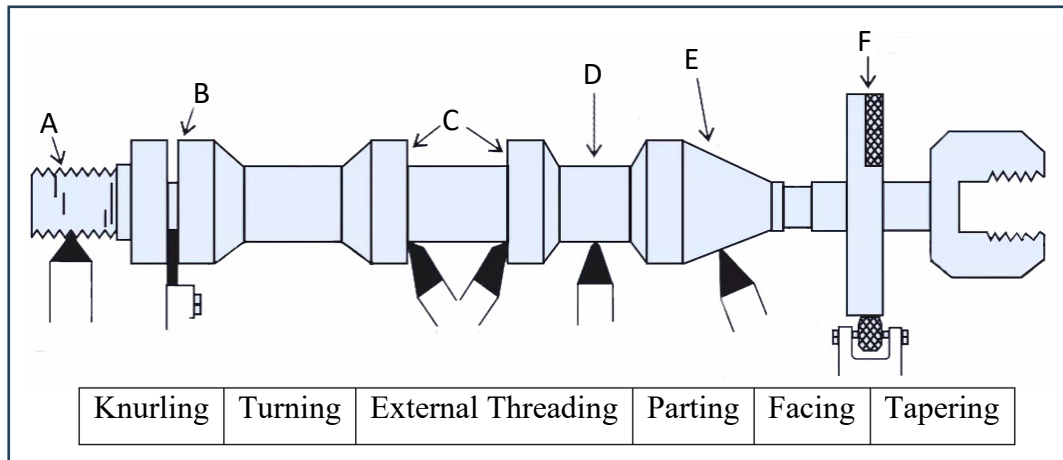 F
E
D
B
C
A
Knurling Turning External Threading Parting Facing Tapering